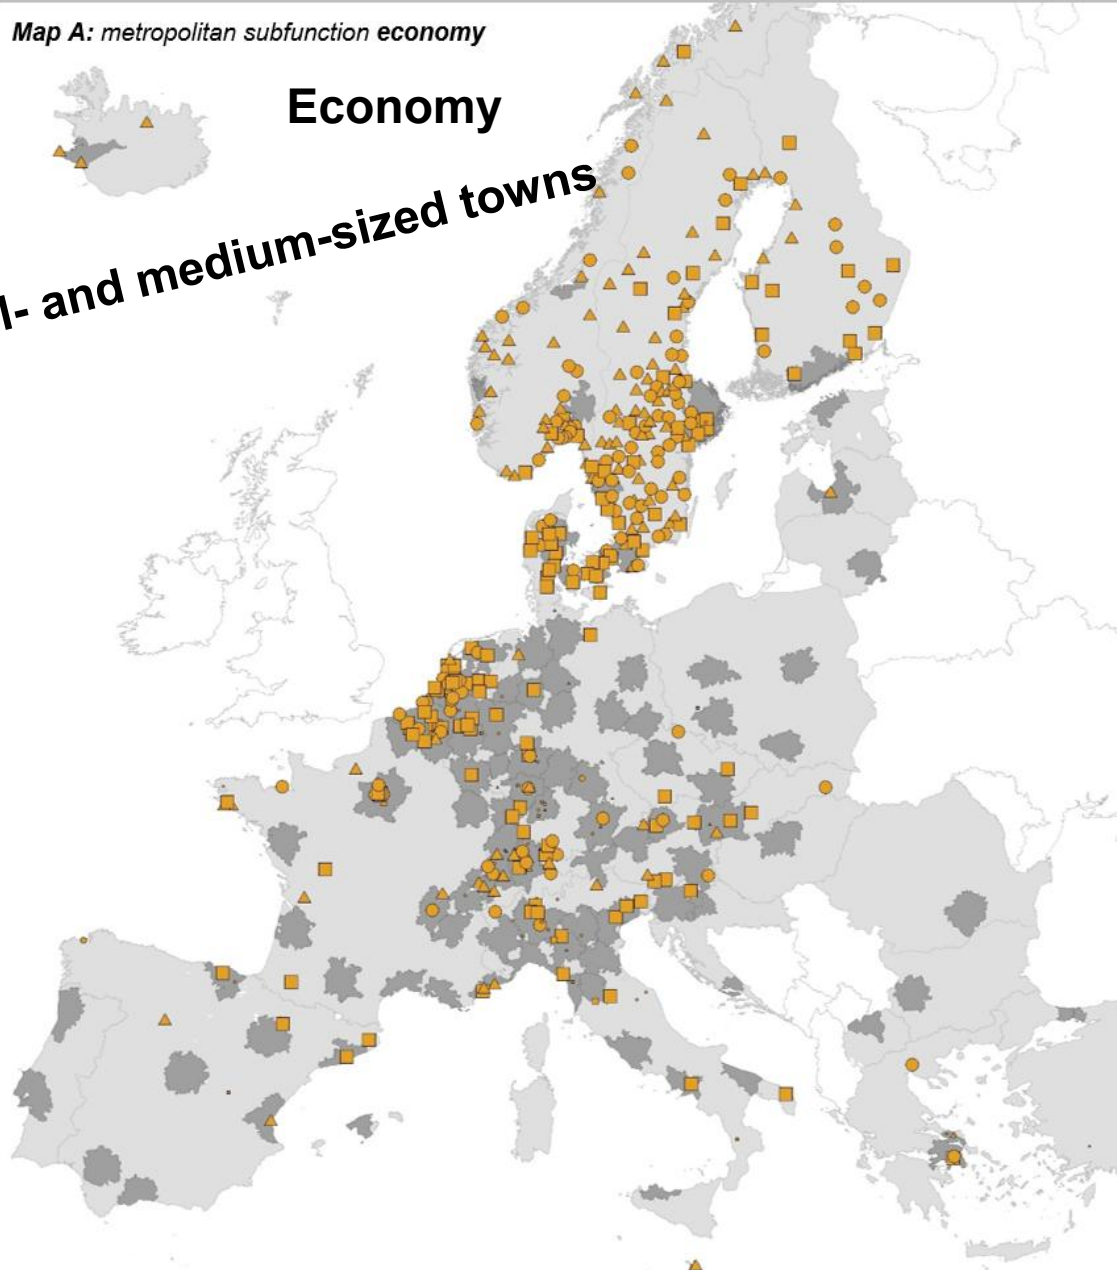 Map A: metropolitan subfunction economy
Economy
l- and medium-sized towns